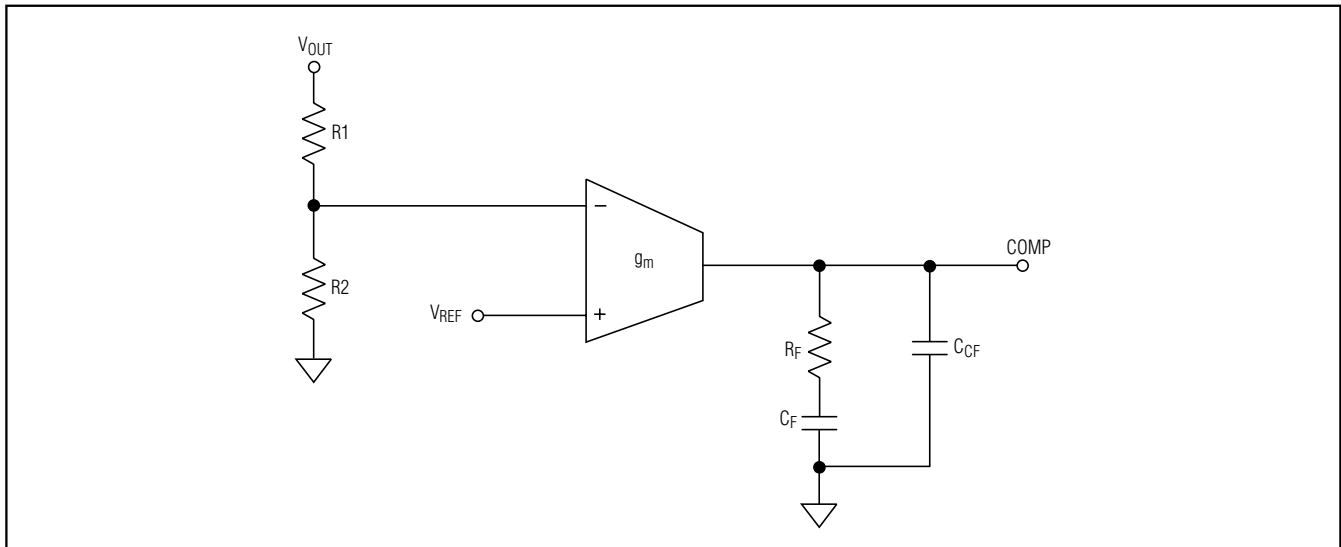 V_OUT
R1
−
g_m
COMP
R2
V_REF
+
R_F
C_CF
C_F